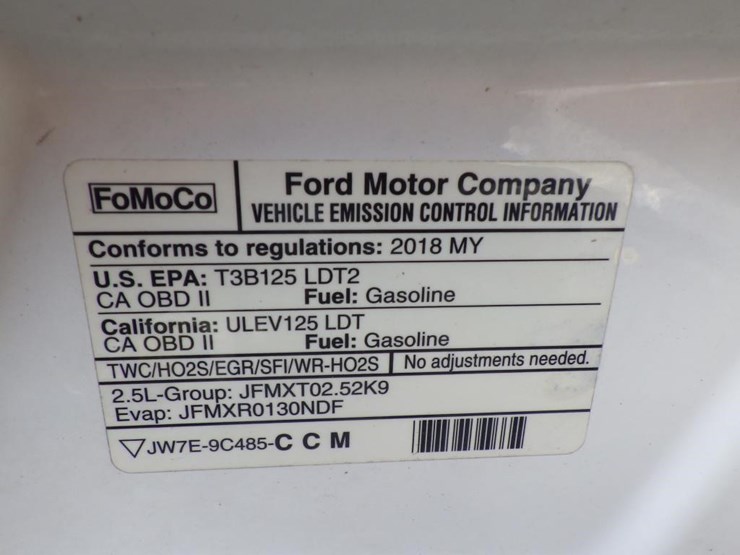 FoMoCo
Ford Motor Company
VEHICLE EMISSION CONTROL INFORMATION
Conforms to regulations: 2018 MY
U.S. EPA: T3B125 LDT2
CA OBD II Fuel: Gasoline
California: ULEV125 LDT
CA OBD II Fuel: Gasoline
TWC/HO2S/EGR/SFI/WR-HO2S No adjustments needed.
2.5L-Group: JFMXT02.52K9
Evap: JFMXR0130NDF
JW7E-9C485-C C M